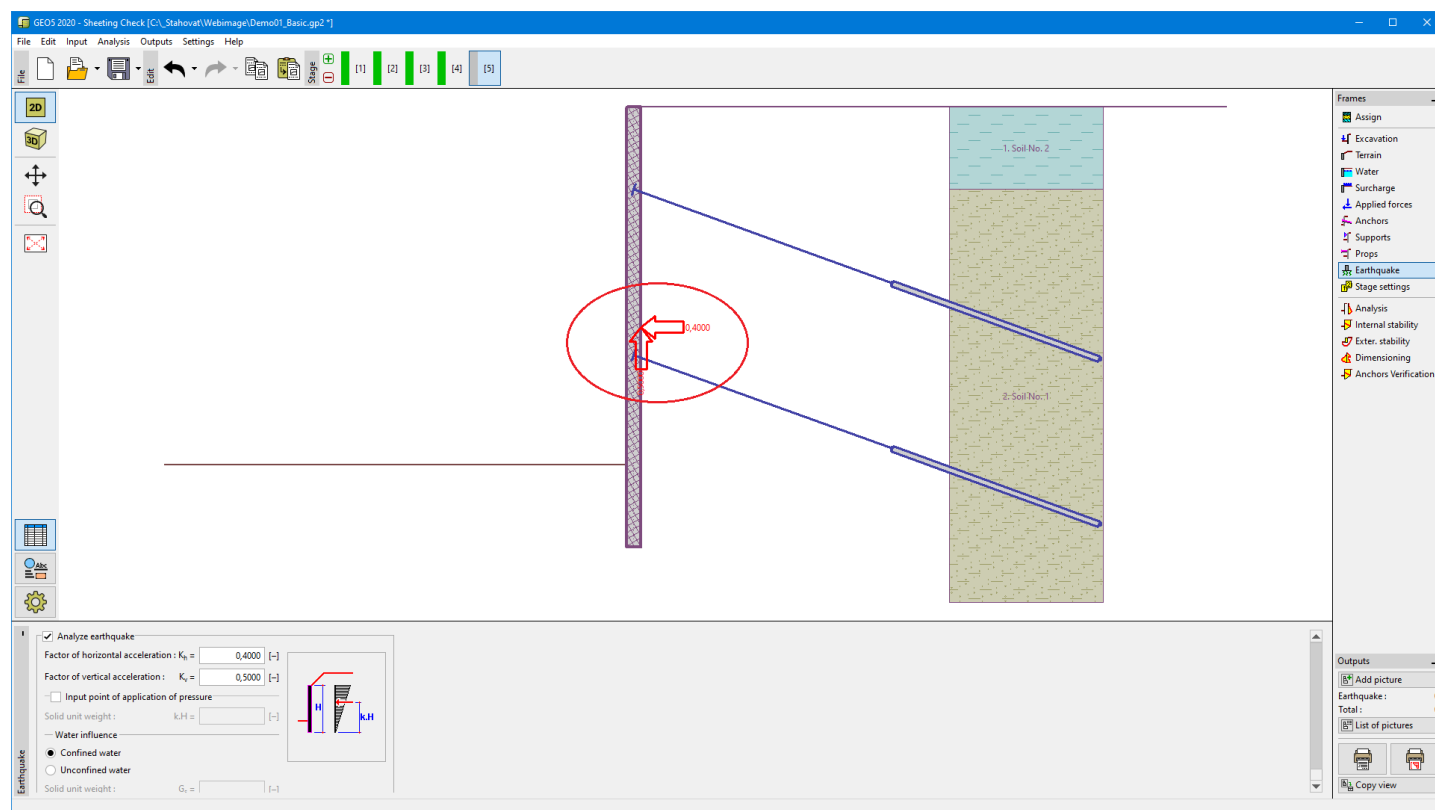 GEO5 2020 - Sheeting Check [C:\_Stahovat\Webimage\Demo01_Basic.gp2 *]
File Edit Input Analysis Outputs Settings Help
File
Edit
Stage
[1] [2] [3] [4] [5]
2D
3D
1. Soil No. 2
0,4000
2. Soil No. 1
Abc
Frames
Assign
Excavation
Terrain
Water
Surcharge
Applied forces
Anchors
Supports
Props
Earthquake
Stage settings
Analysis
Internal stability
Exter. stability
Dimensioning
Anchors Verification
Earthquake
Analyze earthquake
Factor of horizontal acceleration : Kh = 0,4000 [–]
Factor of vertical acceleration : Kv = 0,5000 [–]
Input point of application of pressure
Solid unit weight : k.H = [–]
Water influence
Confined water
Unconfined water
Solid unit weight : Gs = [–]
H
k.H
Outputs
Add picture
Earthquake :
Total :
List of pictures
Copy view